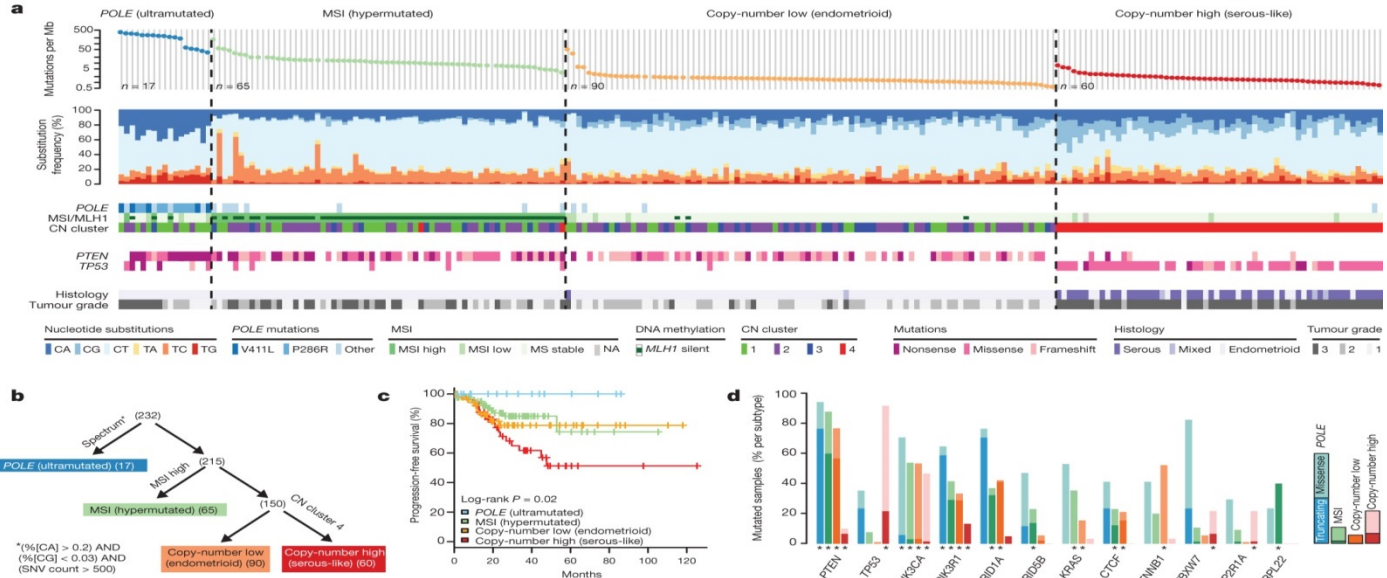 a
POLE (ultramutated)
MSI (hypermutated)
Copy-number low (endometrioid)
Copy-number high (serous-like)
Mutations per Mb
500
50
5
0.5
n = 17
n = 65
n = 90
n = 60
Substitution
frequency (%)
100
80
60
40
20
0
POLE
MSI/MLH1
CN cluster
PTEN
TP53
Histology
Tumour grade
Nucleotide substitutions
CA CG CT TA TC TG
POLE mutations
V411L P286R Other
MSI
MSI high MSI low MS stable NA
DNA methylation
MLH1 silent
CN cluster
1 2 3 4
Mutations
Nonsense Missense Frameshift
Histology
Serous Mixed Endometrioid
Tumour grade
3 2 1
b
(232)
Spectrum*
POLE (ultramutated) (17)
(215)
MSI high
MSI (hypermutated) (65)
(150)
CN cluster 4
Copy-number low
(endometrioid) (90)
Copy-number high
(serous-like) (60)
*(%[CA] > 0.2) AND
(%[CG] < 0.03) AND
(SNV count > 500)
c
Progression-free survival (%)
100
80
60
40
20
0
Log-rank P = 0.02
POLE (ultramutated)
MSI (hypermutated)
Copy-number low (endometrioid)
Copy-number high (serous-like)
0 20 40 60 80 100 120
Months
d
Mutated samples (% per subtype)
100
80
60
40
20
0
* * * * * * * * * * * * * * * * *
PTEN
TP53
IK3CA
IK3R1
RID1A
RID5B
KRAS
CTCF
TNNB1
BXW7
P2R1A
RPL22
Truncating Missense
POLE
MSI
Copy-number low
Copy-number high